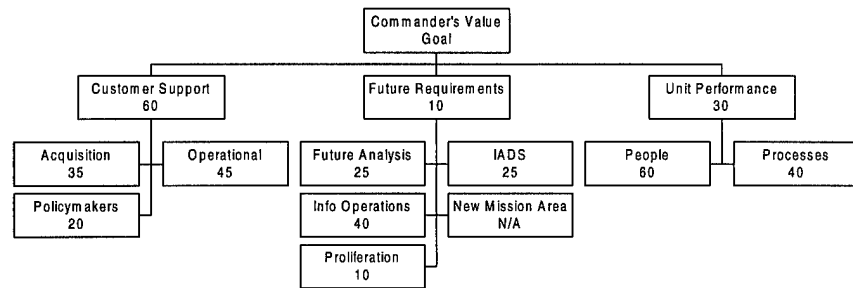 Commander's Value
Goal
Customer Support
60
Future Requirements
10
Unit Performance
30
Acquisition
35
Operational
45
Policymakers
20
Future Analysis
25
IADS
25
Info Operations
40
New Mission Area
N/A
Proliferation
10
People
60
Processes
40